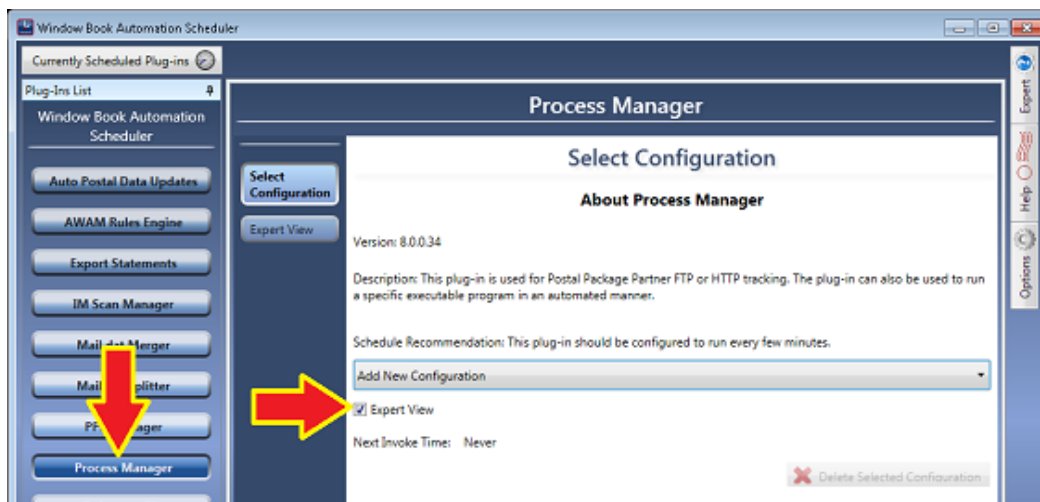 Window Book Automation Scheduler
Currently Scheduled Plug-ins
Plug-Ins List
Window Book Automation
Scheduler
Auto Postal Data Updates
AWAM Rules Engine
Export Statements
IM Scan Manager
Merger
Process Manager
Process Manager
Select
Configuration
Expert View
Select Configuration
About Process Manager
Version: 8.0.0.34
Description: This plug-in is used for Postal Package Partner FTP or HTTP tracking. The plug-in can also be used to run
a specific executable program in an automated manner.
Schedule Recommendation: This plug-in should be configured to run every few minutes.
Add New Configuration
Expert View
Next Invoke Time: Never
Delete Selected Configuration
Expert
Help
Options